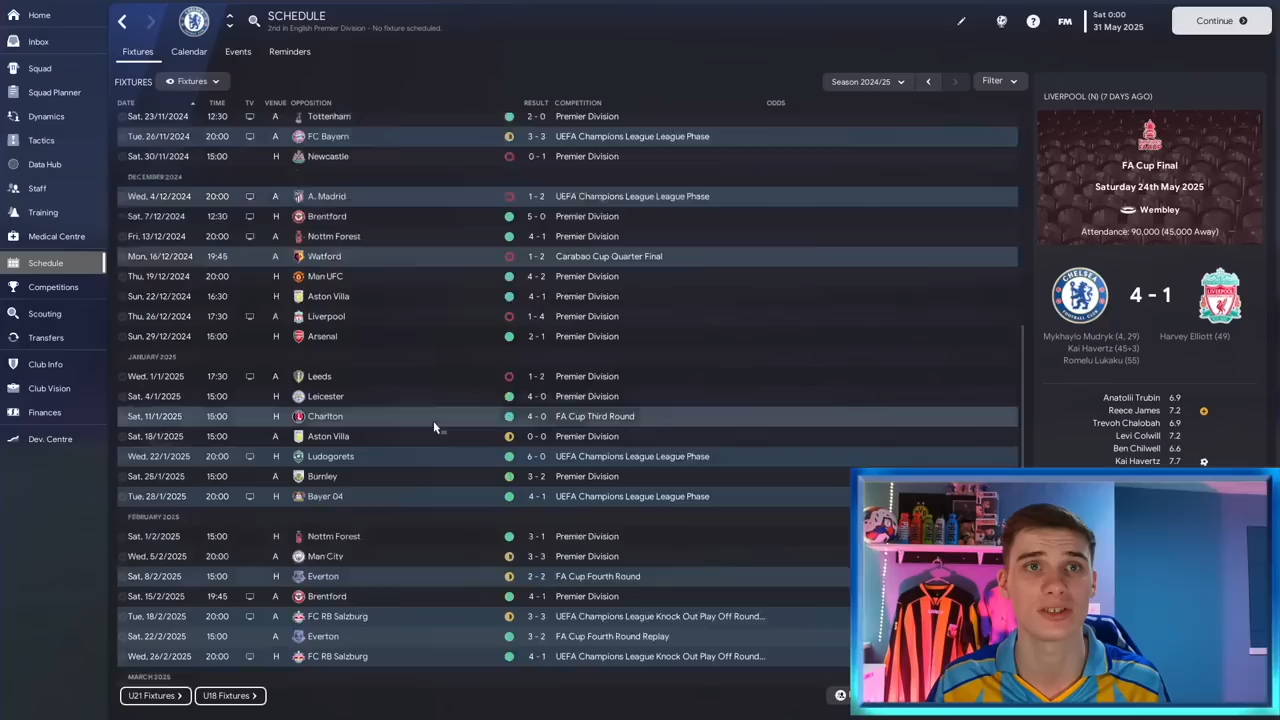 Home
SCHEDULE
2nd in English Premier Division - No fixture scheduled.
FM
Sat 0:00
31 May 2025
Continue
Inbox
Squad
Squad Planner
Dynamics
Tactics
Data Hub
Staff
Training
Medical Centre
Schedule
Competitions
Scouting
Transfers
Club Info
Club Vision
Finances
Dev. Centre
Fixtures Calendar Events Reminders
FIXTURES Fixtures Season 2024/25 Filter
DATE TIME TV VENUE OPPOSITION RESULT COMPETITION ODDS
Sat, 23/11/2024 12:30 A Tottenham 2 - 0 Premier Division
Tue, 26/11/2024 20:00 A FC Bayern 3 - 3 UEFA Champions League League Phase
Sat, 30/11/2024 15:00 H Newcastle 0 - 1 Premier Division
DECEMBER 2024
Wed, 4/12/2024 20:00 A A. Madrid 1 - 2 UEFA Champions League League Phase
Sat, 7/12/2024 12:30 H Brentford 5 - 0 Premier Division
Fri, 13/12/2024 20:00 A Nottm Forest 4 - 1 Premier Division
Mon, 16/12/2024 19:45 A Watford 1 - 2 Carabao Cup Quarter Final
Thu, 19/12/2024 20:00 H Man UFC 4 - 2 Premier Division
Sun, 22/12/2024 16:30 H Aston Villa 4 - 1 Premier Division
Thu, 26/12/2024 17:30 A Liverpool 1 - 4 Premier Division
Sun, 29/12/2024 15:00 H Arsenal 2 - 1 Premier Division
JANUARY 2025
Wed, 1/1/2025 17:30 A Leeds 1 - 2 Premier Division
Sat, 4/1/2025 15:00 H Leicester 4 - 0 Premier Division
Sat, 11/1/2025 15:00 H Charlton 4 - 0 FA Cup Third Round
Sat, 18/1/2025 15:00 A Aston Villa 0 - 0 Premier Division
Wed, 22/1/2025 20:00 H Ludogorets 6 - 0 UEFA Champions League League Phase
Sat, 25/1/2025 15:00 A Burnley 3 - 2 Premier Division
Tue, 28/1/2025 20:00 A Bayer 04 4 - 1 UEFA Champions League League Phase
FEBRUARY 2025
Sat, 1/2/2025 15:00 H Nottm Forest 3 - 1 Premier Division
Wed, 5/2/2025 20:00 A Man City 3 - 3 Premier Division
Sat, 8/2/2025 15:00 H Everton 2 - 2 FA Cup Fourth Round
Sat, 15/2/2025 19:45 A Brentford 4 - 1 Premier Division
Tue, 18/2/2025 20:00 A FC RB Salzburg 3 - 3 UEFA Champions League Knock Out Play Off Round...
Sat, 22/2/2025 15:00 A Everton 3 - 2 FA Cup Fourth Round Replay
Wed, 26/2/2025 20:00 H FC RB Salzburg 4 - 1 UEFA Champions League Knock Out Play Off Round...
MARCH 2025
U21 Fixtures U18 Fixtures
LIVERPOOL (N) (7 DAYS AGO)
FA Cup Final
Saturday 24th May 2025
Wembley
Attendance: 90,000 (45,000 Away)
4 - 1
Mykhaylo Mudryk (4, 29) Harvey Elliott (49)
Kai Havertz (45+3)
Romelu Lukaku (55)
Anatolii Trubin 6.9
Reece James 7.2
Trevoh Chalobah 6.9
Levi Colwill 7.2
Ben Chilwell 6.6
Kai Havertz 7.7